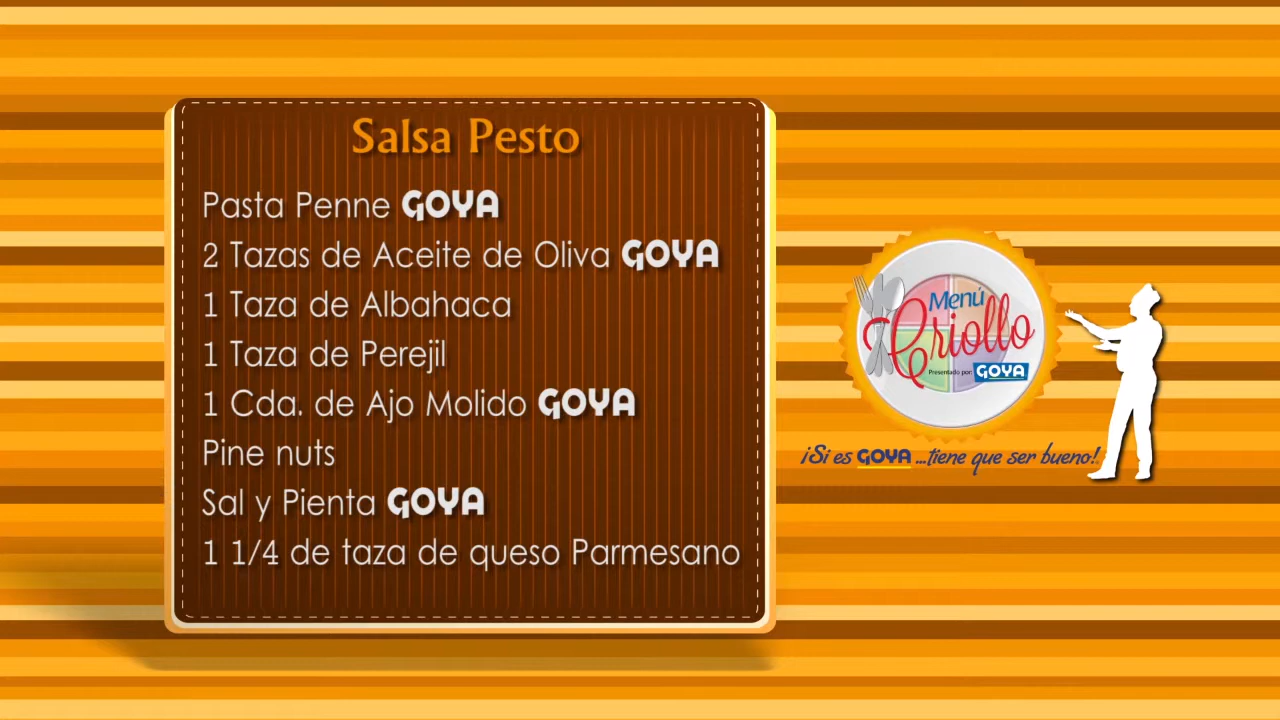 Salsa Pesto
Pasta Penne GOYA
2 Tazas de Aceite de Oliva GOYA
1 Taza de Albahaca
1 Taza de Perejil
1 Cda. de Ajo Molido GOYA
Pine nuts
Sal y Pienta GOYA
1 1/4 de taza de queso Parmesano
Menú
Criollo
Presentado por: GOYA
¡Si es GOYA ...tiene que ser bueno!